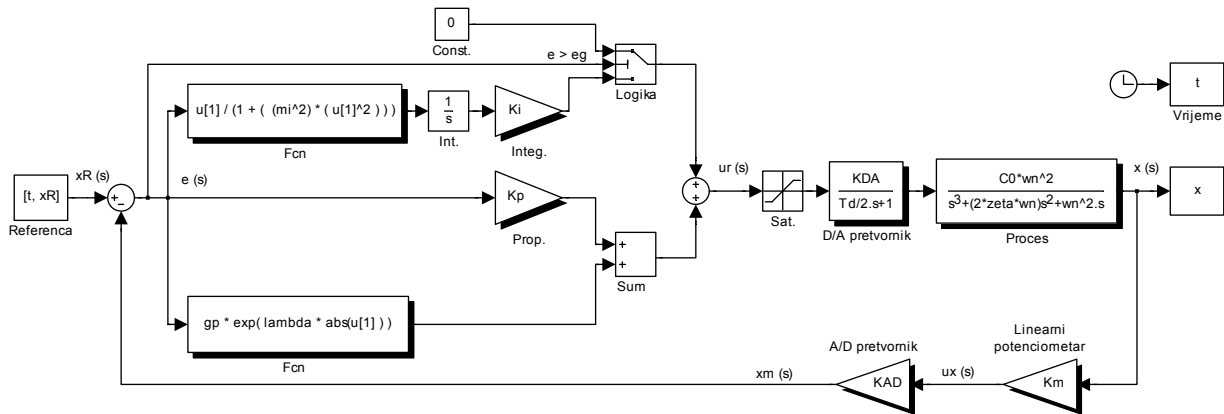 0
Const.
e > eg
Logika
u[1] / (1 + ( (mi^2) * ( u[1]^2 ) ) )
Fcn
1
s
Int.
Ki
Integ.
t
Vrijeme
[t, xR]
Referenca
xR (s)
+
-
e (s)
Kp
Prop.
+
+
Sum
+
+
ur (s)
Sat.
KDA
Td/2.s+1
D/A pretvornik
C0*wn^2
s3+(2*zeta*wn)s2+wn^2.s
Proces
x (s)
x
gp * exp( lambda * abs(u[1] ) )
Fcn
xm (s)
A/D pretvornik
KAD
ux (s)
Linearni
potenciometar
Km